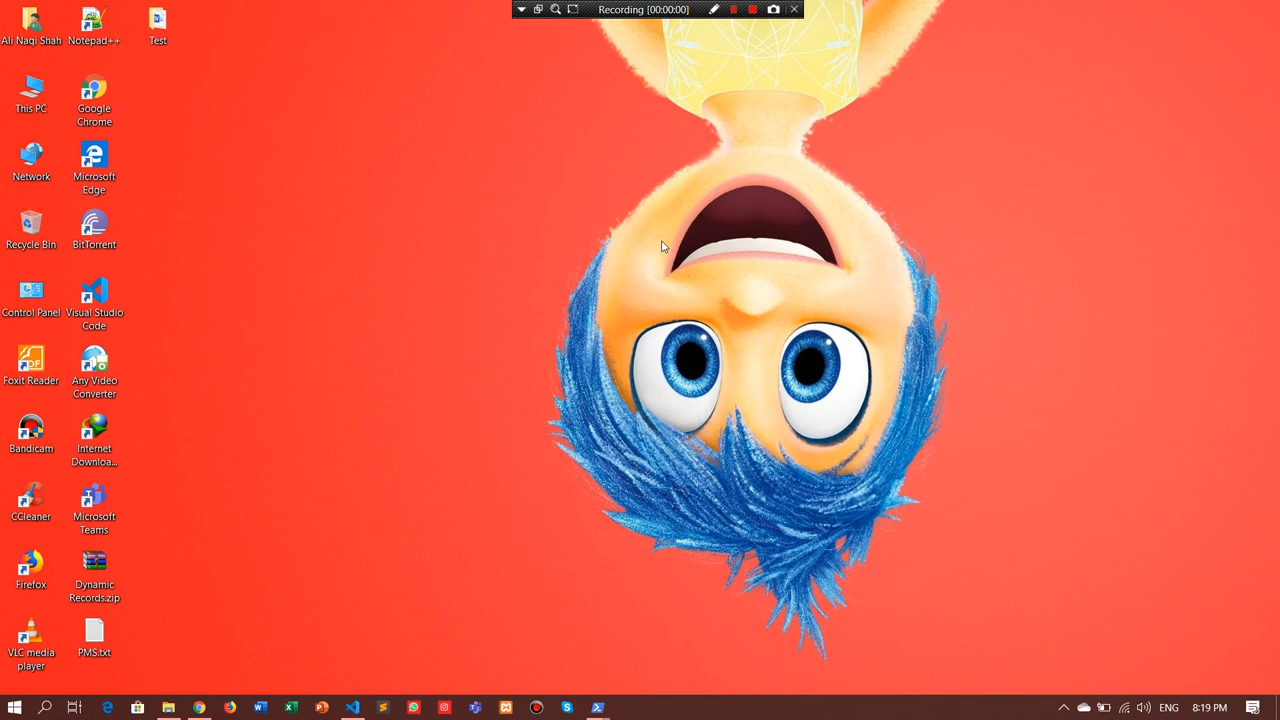 Recording [00:00:00]
Ali Naqi Shah
Notepad++
Test
This PC
Google
Chrome
Network
Microsoft
Edge
Recycle Bin
BitTorrent
Control Panel
Visual Studio
Code
Foxit Reader
Any Video
Converter
Bandicam
Internet
Downloa...
CCleaner
Microsoft
Teams
Firefox
Dynamic
Records.zip
VLC media
player
PMS.txt
ENG
8:19 PM